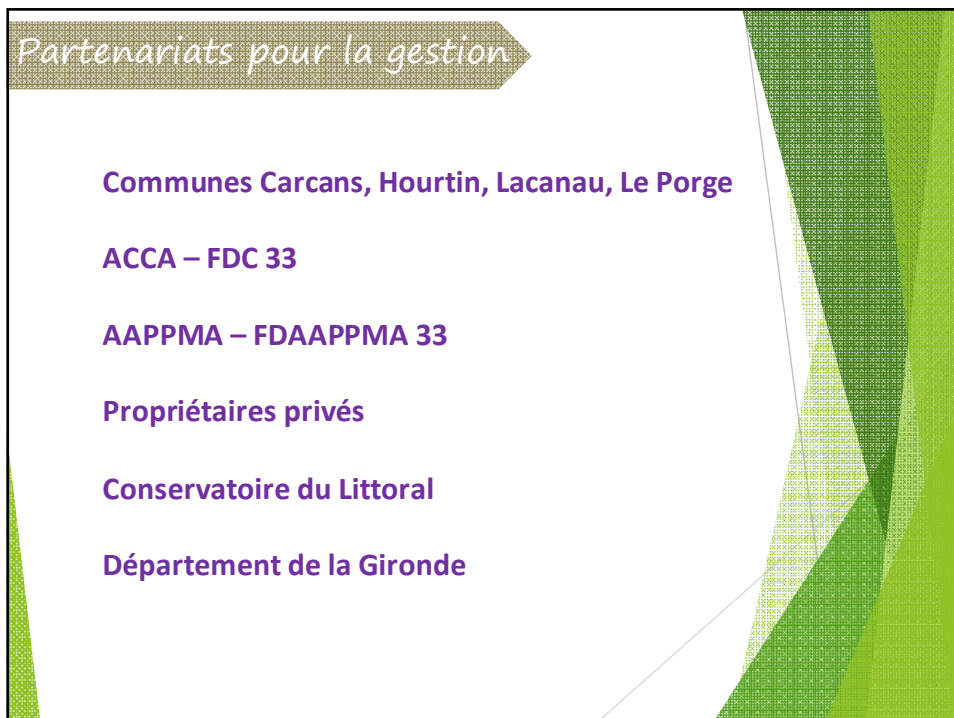 Partenariats pour la gestion
Communes Carcans, Hourtin, Lacanau, Le Porge
ACCA – FDC 33
AAPPMA – FDAAPPMA 33
Propriétaires privés
Conservatoire du Littoral
Département de la Gironde